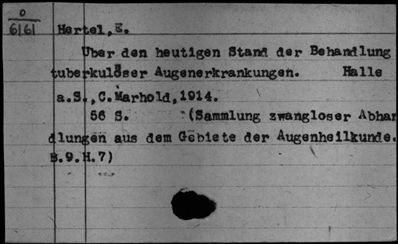 O
6161
Hertel, E.
Über den heutigen Stand der Behandlung
tuberkulöser Augenerkrankungen. Halle
a.S., C.Marhold, 1914.
56 S. (Sammlung zwangloser Abhan
dlungen aus dem Gebiete der Augenheilkunde.
B.9.H.7)